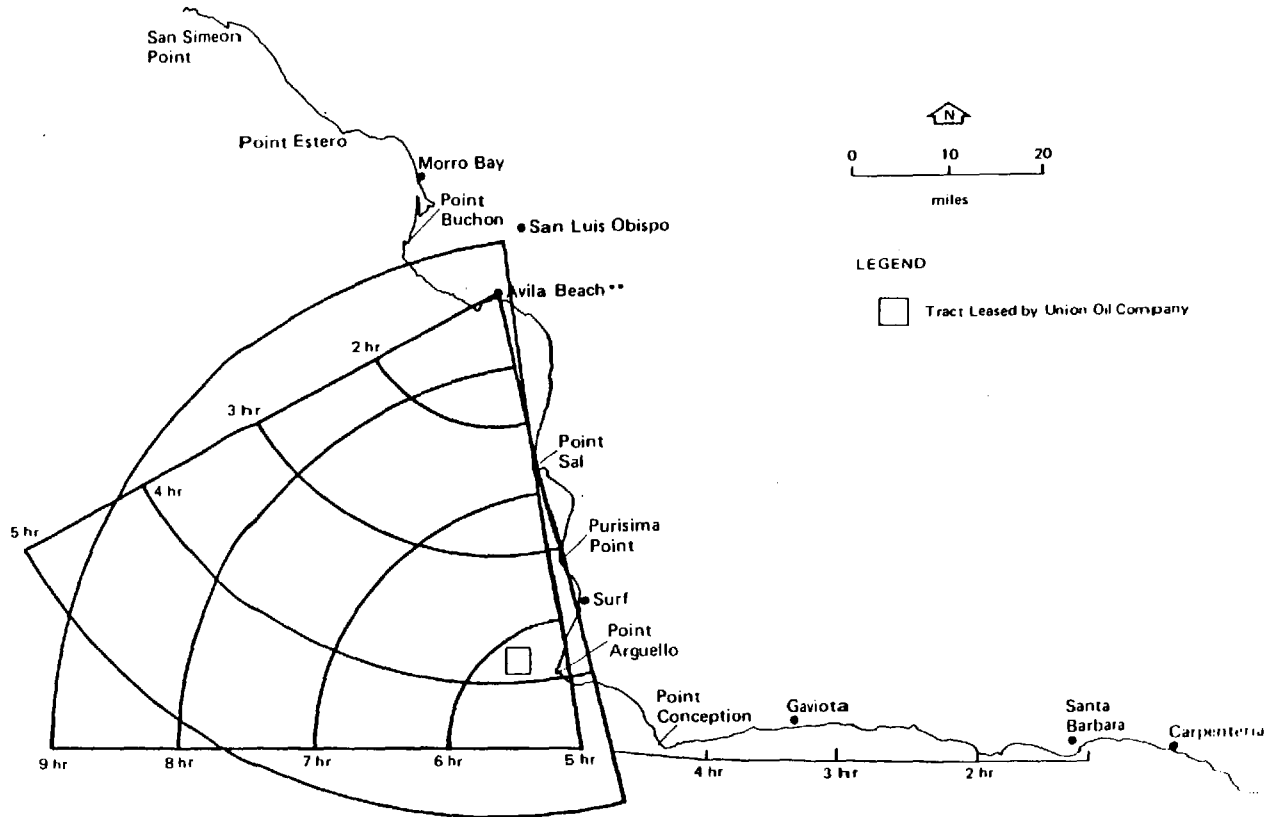 San Simeon
Point
Point Estero
Morro Bay
Point
Buchon
San Luis Obispo
Avila Beach**
N
0 10 20
miles
LEGEND
Tract Leased by Union Oil Company
2 hr
3 hr
4 hr
5 hr
Point
Sal
Purisima
Point
Surf
Point
Arguello
Point
Conception
Gaviota
Santa
Barbara
Carpenteria
9 hr
8 hr
7 hr
6 hr
5 hr
4 hr
3 hr
2 hr